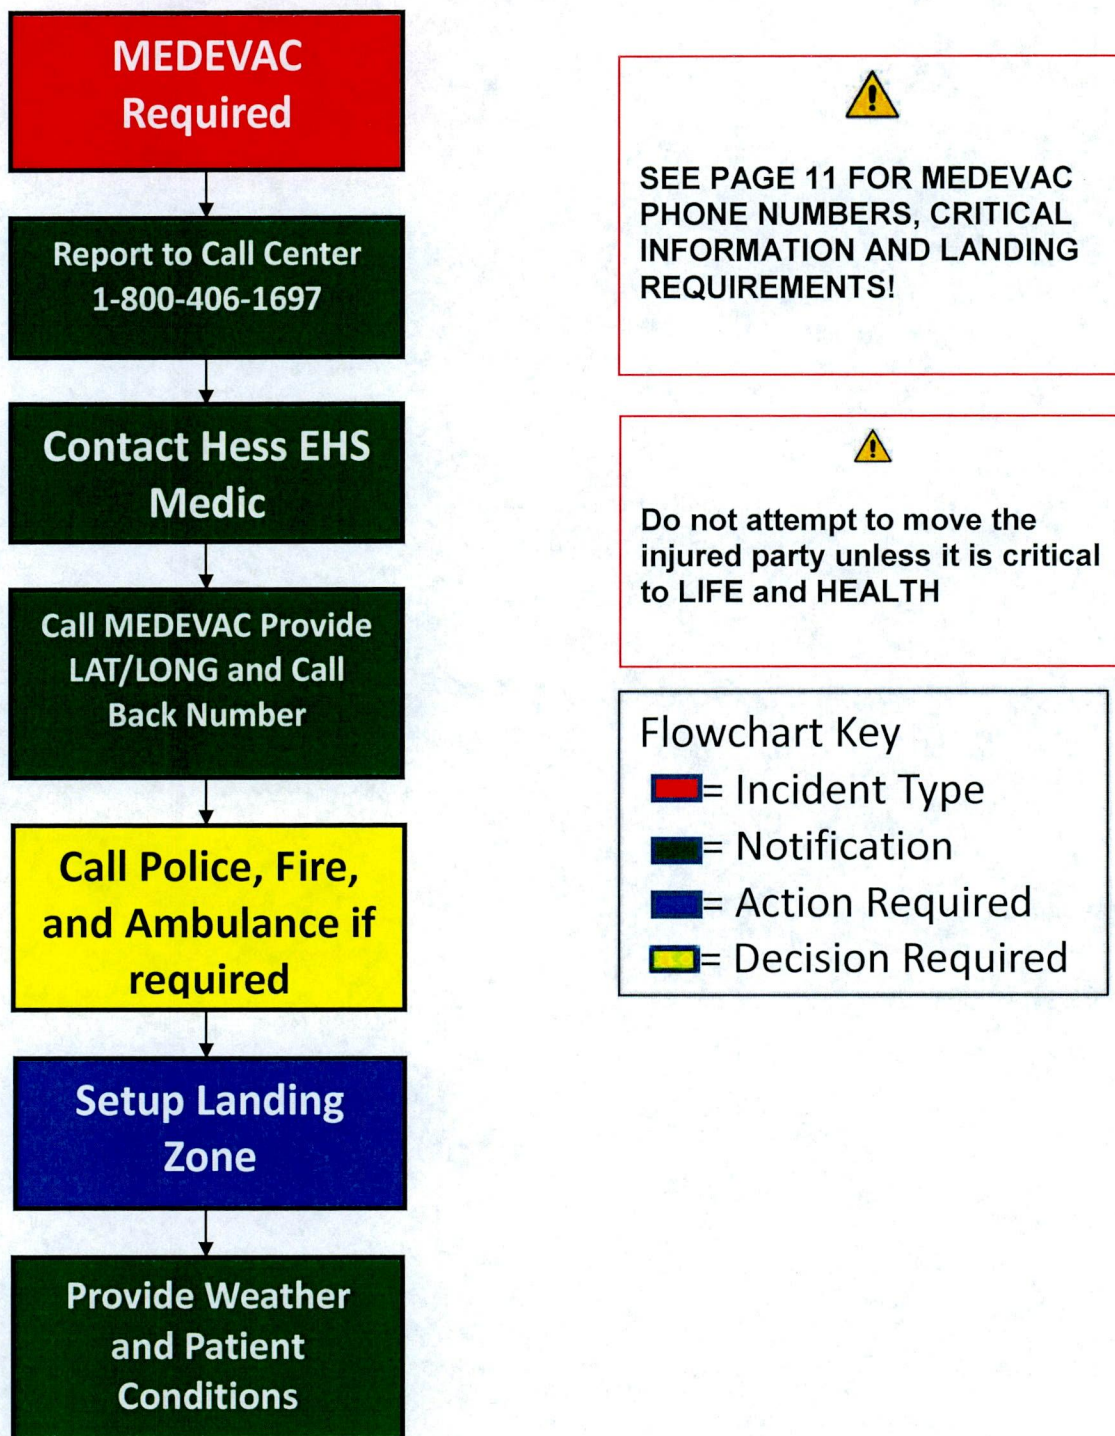 MEDEVAC
Required
Report to Call Center
1-800-406-1697
Contact Hess EHS
Medic
Call MEDEVAC Provide
LAT/LONG and Call
Back Number
Call Police, Fire,
and Ambulance if
required
Setup Landing
Zone
Provide Weather
and Patient
Conditions
SEE PAGE 11 FOR MEDEVAC
PHONE NUMBERS, CRITICAL
INFORMATION AND LANDING
REQUIREMENTS!
Do not attempt to move the
injured party unless it is critical
to LIFE and HEALTH
Flowchart Key
= Incident Type
= Notification
= Action Required
= Decision Required